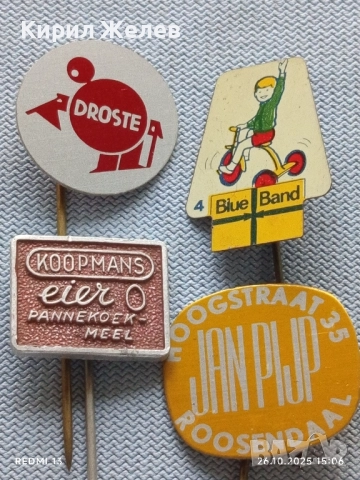 Кирил Желев
DROSTE
4
Blue Band
KOOPMANS
eier
PANNEKOEK-
MEEL
HOOGSTRAAT 35
JAN PIJP
ROOSENDAAL
REDMI 13
26.10.2025 15:06